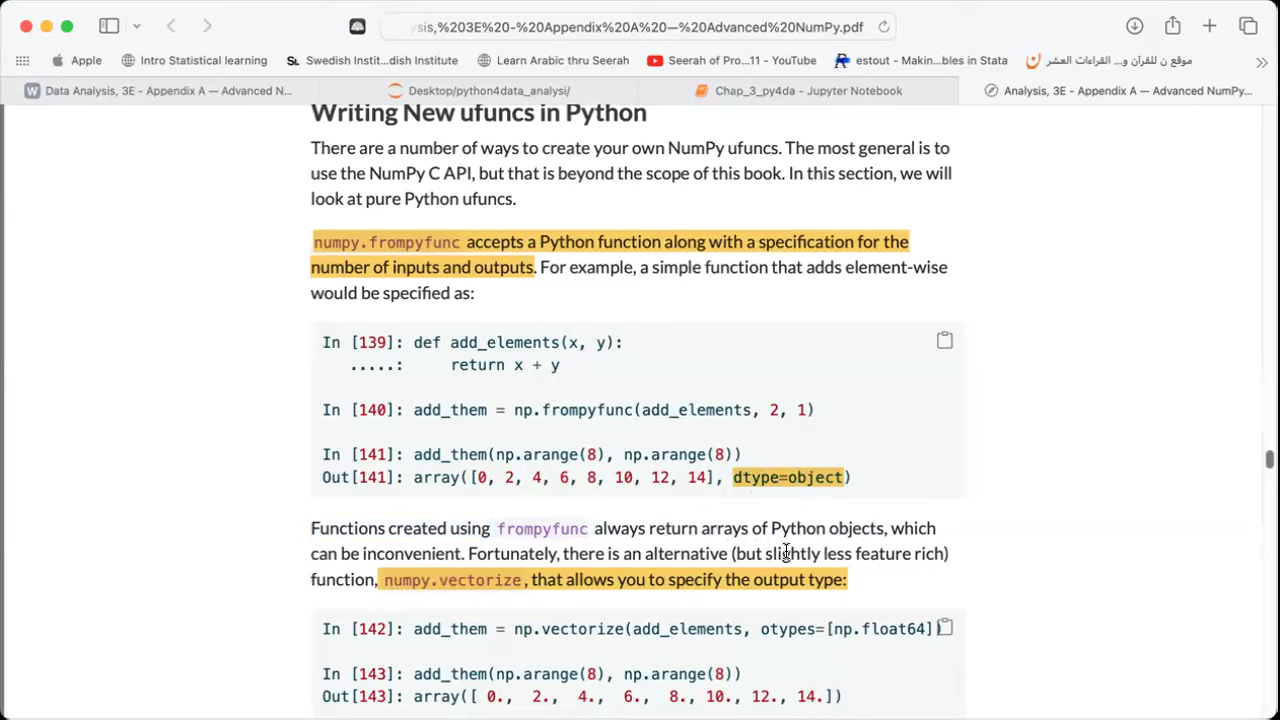 ysis,%203E%20-%20Appendix%20A%20—%20Advanced%20NumPy.pdf
Apple
Intro Statistical learning
Swedish Instit...dish Institute
Learn Arabic thru Seerah
Seerah of Pro...11 - YouTube
estout - Makin...bles in Stata
موقع ن للقرآن و... القراءات العشر
Data Analysis, 3E - Appendix A — Advanced N...
Desktop/python4data_analysi/
Chap_3_py4da - Jupyter Notebook
Analysis, 3E - Appendix A — Advanced NumPy...
Writing New ufuncs in Python
There are a number of ways to create your own NumPy ufuncs. The most general is to
use the NumPy C API, but that is beyond the scope of this book. In this section, we will
look at pure Python ufuncs.
numpy.frompyfunc accepts a Python function along with a specification for the
number of inputs and outputs. For example, a simple function that adds element-wise
would be specified as:
In [139]: def add_elements(x, y):
.....: return x + y
In [140]: add_them = np.frompyfunc(add_elements, 2, 1)
In [141]: add_them(np.arange(8), np.arange(8))
Out[141]: array([0, 2, 4, 6, 8, 10, 12, 14], dtype=object)
Functions created using frompyfunc always return arrays of Python objects, which
can be inconvenient. Fortunately, there is an alternative (but slightly less feature rich)
function, numpy.vectorize, that allows you to specify the output type:
In [142]: add_them = np.vectorize(add_elements, otypes=[np.float64])
In [143]: add_them(np.arange(8), np.arange(8))
Out[143]: array([ 0., 2., 4., 6., 8., 10., 12., 14.])